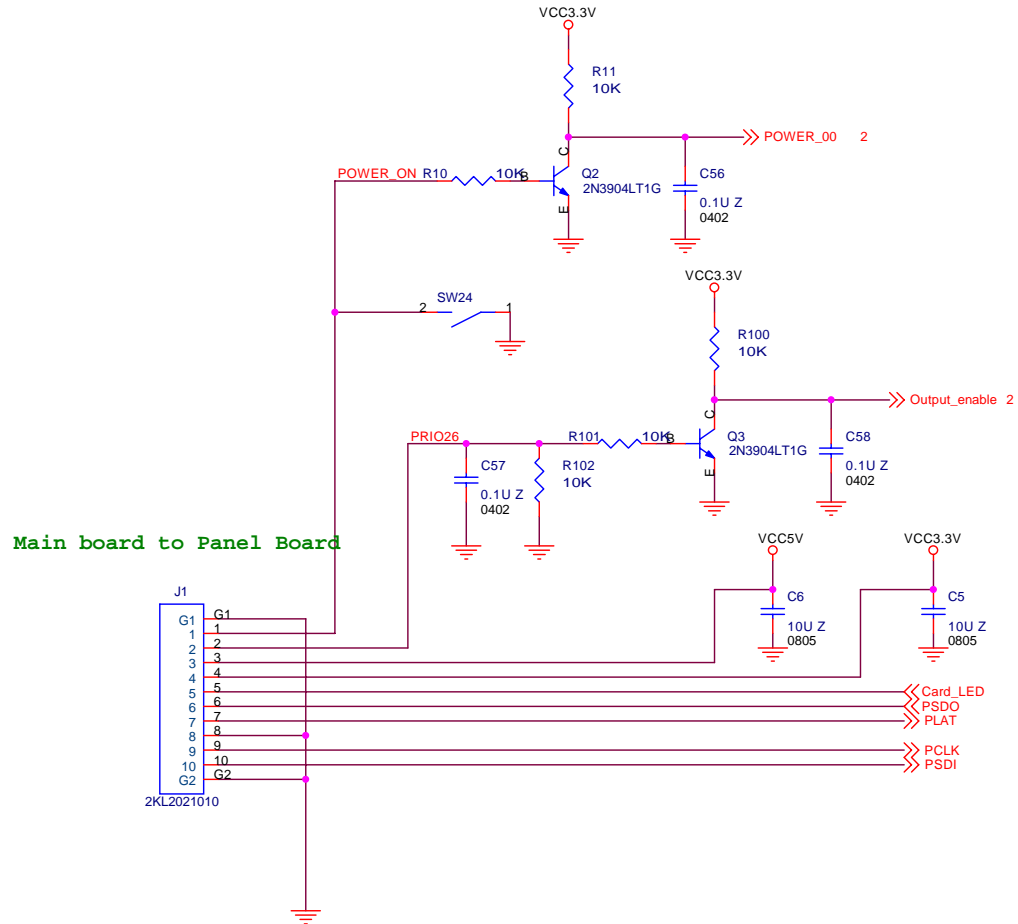 VCC3.3V
R11
10K
POWER_00 2
C
POWER_ON R10 10K B
Q2
2N3904LT1G
E
C56
0.1U Z
0402
VCC3.3V
2 SW24 1
R100
10K
Output_enable 2
C
PRIO26
R101 10K B
Q3
2N3904LT1G
E
C58
0.1U Z
0402
C57
0.1U Z
0402
R102
10K
Main board to Panel Board
VCC5V
VCC3.3V
C6
10U Z
0805
C5
10U Z
0805
J1
G1 G1
1 1
2 2
3 3
4 4
5 5 Card_LED
6 6 PSDO
7 7 PLAT
8 8
9 9 PCLK
10 10 PSDI
G2 G2
2KL2021010